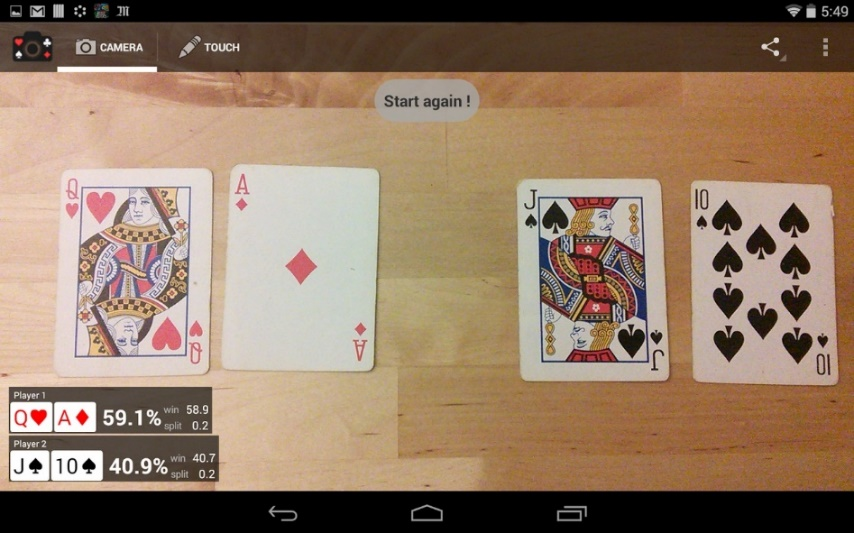 5:49
CAMERA
TOUCH
Start again !
Q
A
J
10
Q
A
J
10
Player 1
Q♥ A♦ 59.1% win 58.9
split 0.2
Player 2
J♠ 10♠ 40.9% win 40.7
split 0.2